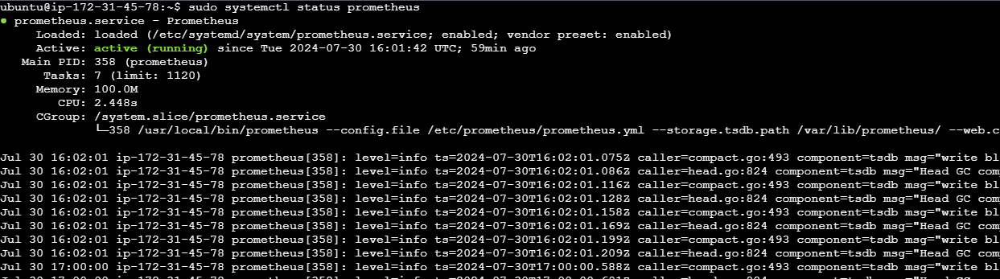 ubuntu@ip-172-31-45-78:~$ sudo systemctl status prometheus
● prometheus.service - Prometheus
Loaded: loaded (/etc/systemd/system/prometheus.service; enabled; vendor preset: enabled)
Active: active (running) since Tue 2024-07-30 16:01:42 UTC; 59min ago
Main PID: 358 (prometheus)
Tasks: 7 (limit: 1120)
Memory: 100.0M
CPU: 2.448s
CGroup: /system.slice/prometheus.service
└─358 /usr/local/bin/prometheus --config.file /etc/prometheus/prometheus.yml --storage.tsdb.path /var/lib/prometheus/ --web.c
Jul 30 16:02:01 ip-172-31-45-78 prometheus[358]: level=info ts=2024-07-30T16:02:01.075Z caller=compact.go:493 component=tsdb msg="write bl
Jul 30 16:02:01 ip-172-31-45-78 prometheus[358]: level=info ts=2024-07-30T16:02:01.086Z caller=head.go:824 component=tsdb msg="Head GC com
Jul 30 16:02:01 ip-172-31-45-78 prometheus[358]: level=info ts=2024-07-30T16:02:01.116Z caller=compact.go:493 component=tsdb msg="write bl
Jul 30 16:02:01 ip-172-31-45-78 prometheus[358]: level=info ts=2024-07-30T16:02:01.128Z caller=head.go:824 component=tsdb msg="Head GC com
Jul 30 16:02:01 ip-172-31-45-78 prometheus[358]: level=info ts=2024-07-30T16:02:01.158Z caller=compact.go:493 component=tsdb msg="write bl
Jul 30 16:02:01 ip-172-31-45-78 prometheus[358]: level=info ts=2024-07-30T16:02:01.169Z caller=head.go:824 component=tsdb msg="Head GC com
Jul 30 16:02:01 ip-172-31-45-78 prometheus[358]: level=info ts=2024-07-30T16:02:01.199Z caller=compact.go:493 component=tsdb msg="write bl
Jul 30 16:02:01 ip-172-31-45-78 prometheus[358]: level=info ts=2024-07-30T16:02:01.209Z caller=head.go:824 component=tsdb msg="Head GC com
Jul 30 17:00:00 ip-172-31-45-78 prometheus[358]: level=info ts=2024-07-30T17:00:00.588Z caller=compact.go:493 component=tsdb msg="write bl